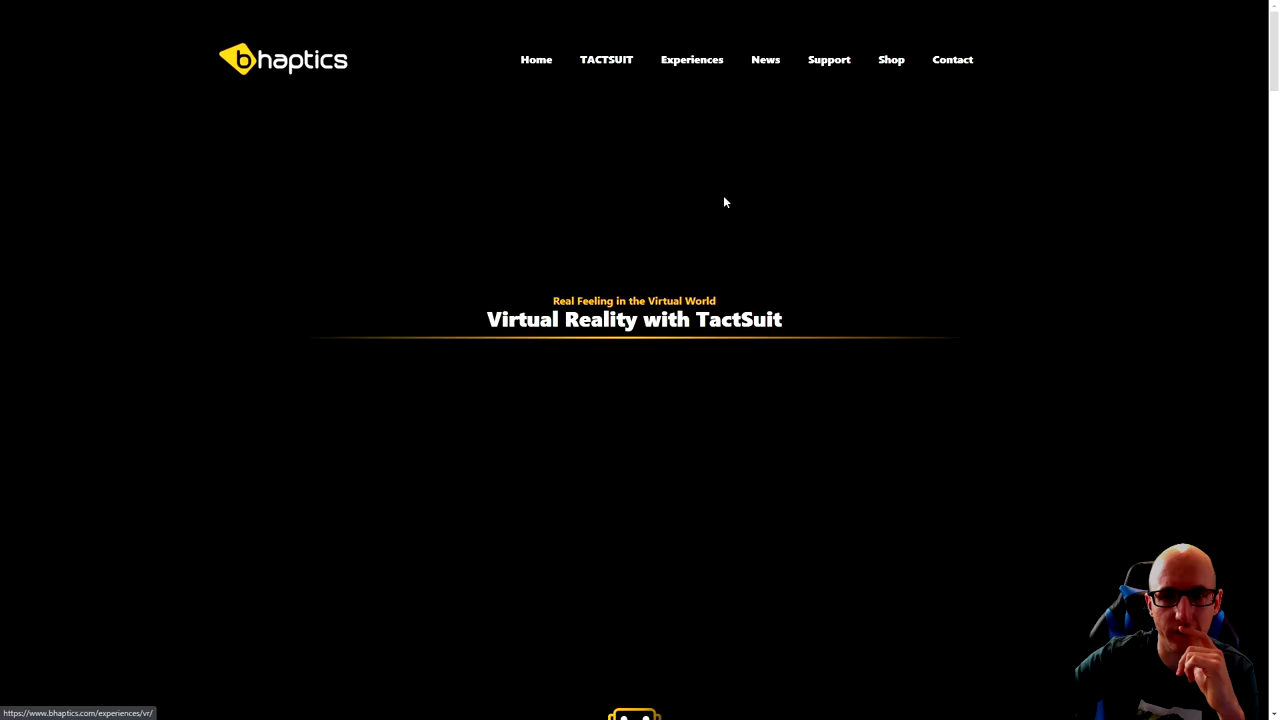 bhaptics
Home TACTSUIT Experiences News Support Shop Contact
Real Feeling in the Virtual World
Virtual Reality with TactSuit
https://www.bhaptics.com/experiences/vr/